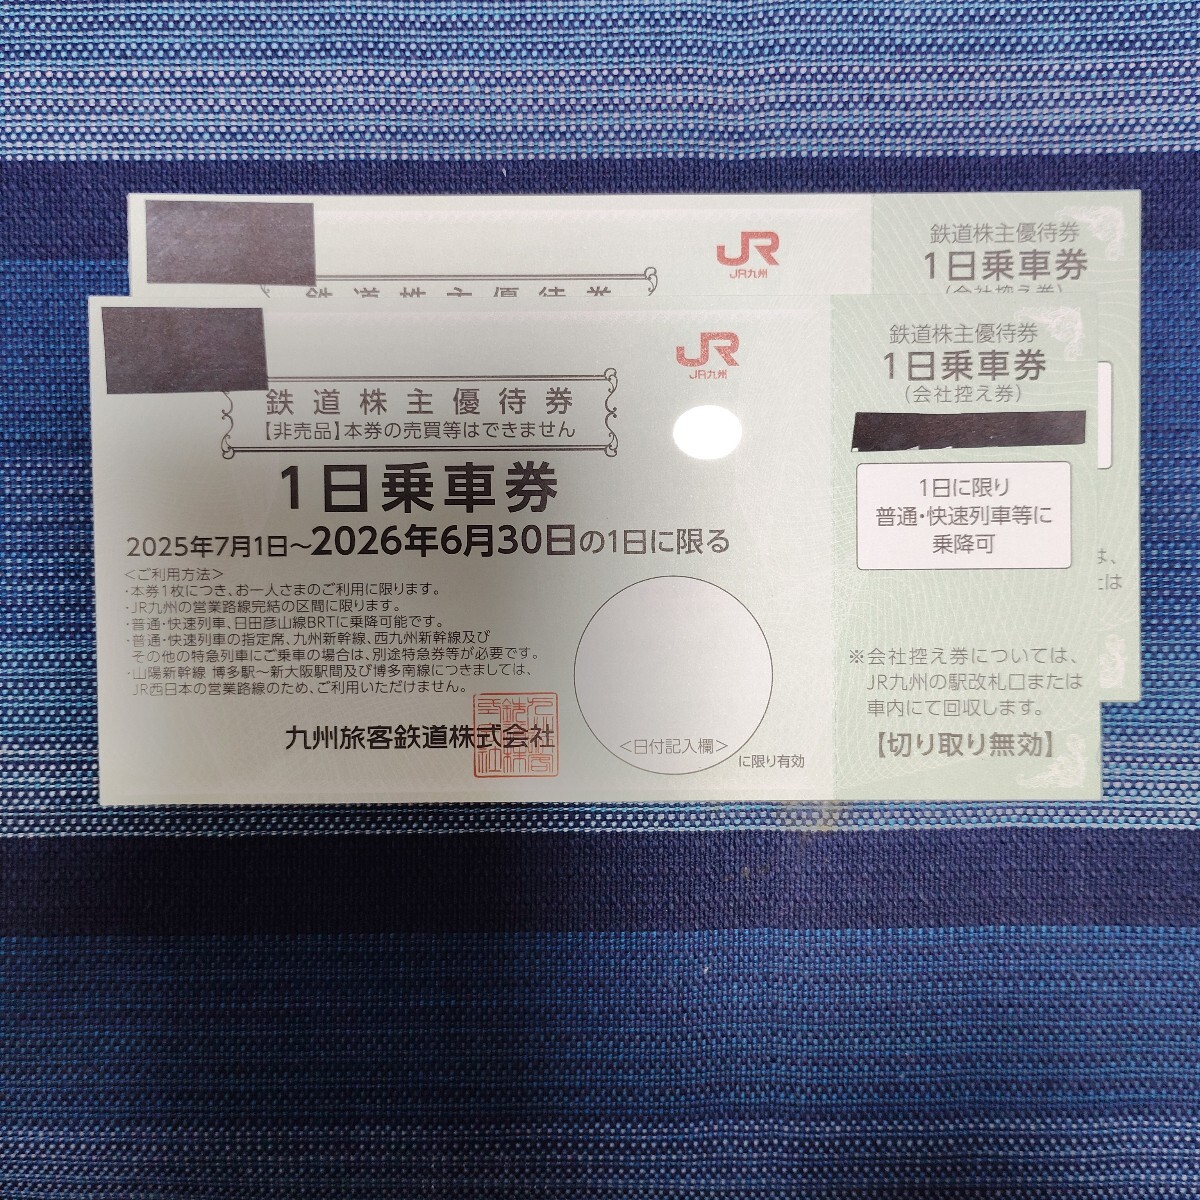 JR
JR九州
鉄道株主優待券
鉄道株主優待券
1日乗車券
(会社控え券)
JR
JR九州
鉄道株主優待券
【非売品】本券の売買等はできません
1日乗車券
2025年7月1日～2026年6月30日の1日に限る
＜ご利用方法＞
・本券1枚につき、お一人さまのご利用に限ります。
・JR九州の営業路線完結の区間に限ります。
・普通・快速列車、日田彦山線BRTに乗降可能です。
・普通・快速列車の指定席、九州新幹線、西九州新幹線及び
その他の特急列車にご乗車の場合は、別途特急券等が必要です。
・山陽新幹線 博多駅～新大阪駅間及び博多南線につきましては、
JR西日本の営業路線のため、ご利用いただけません。
九州旅客鉄道株式会社
＜日付記入欄＞
に限り有効
鉄道株主優待券
1日乗車券
(会社控え券)
1日に限り
普通・快速列車等に
乗降可
※会社控え券については、
JR九州の駅改札口または
車内にて回収します。
【切り取り無効】
は、
たは